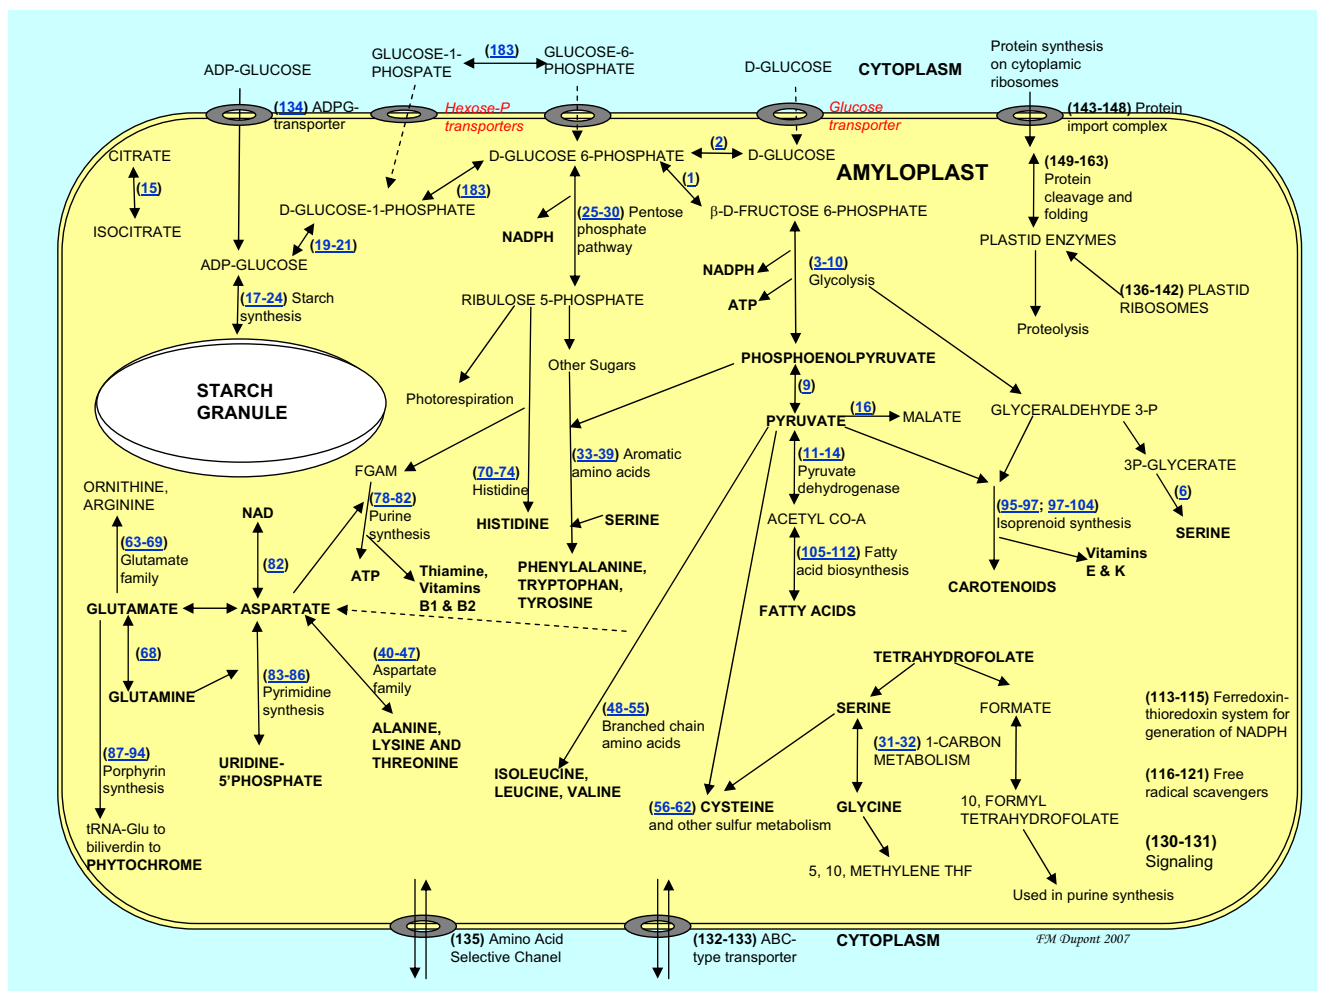 GLUCOSE-1-
PHOSPATE
(183)
GLUCOSE-6-
PHOSPHATE
ADP-GLUCOSE
D-GLUCOSE
CYTOPLASM
Protein synthesis
on cytoplamic
ribosomes
(134) ADPG-
transporter
Hexose-P
transporters
Glucose
transporter
(143-148) Protein
import complex
CITRATE
(15)
ISOCITRATE
D-GLUCOSE 6-PHOSPHATE
(2)
D-GLUCOSE
AMYLOPLAST
(149-163)
Protein
cleavage and
folding
(183)
(1)
D-GLUCOSE-1-PHOSPHATE
(25-30) Pentose
phosphate
pathway
NADPH
β-D-FRUCTOSE 6-PHOSPHATE
PLASTID ENZYMES
(19-21)
ADP-GLUCOSE
(17-24) Starch
synthesis
NADPH
(3-10)
Glycolysis
ATP
(136-142) PLASTID
RIBOSOMES
RIBULOSE 5-PHOSPHATE
Proteolysis
PHOSPHOENOLPYRUVATE
Other Sugars
STARCH
GRANULE
Photorespiration
(9)
PYRUVATE
(16)
MALATE
GLYCERALDEHYDE 3-P
FGAM
(70-74)
Histidine
(33-39) Aromatic
amino acids
(11-14)
Pyruvate
dehydrogenase
3P-GLYCERATE
(6)
SERINE
ORNITHINE,
ARGININE
NAD
(78-82)
Purine
synthesis
HISTIDINE
SERINE
ACETYL CO-A
(95-97; 97-104)
Isoprenoid synthesis
(63-69)
Glutamate
family
(82)
ATP
Thiamine,
Vitamins
B1 & B2
PHENYLALANINE,
TRYPTOPHAN,
TYROSINE
(105-112) Fatty
acid biosynthesis
Vitamins
E & K
CAROTENOIDS
GLUTAMATE
ASPARTATE
FATTY ACIDS
(68)
(40-47)
Aspartate
family
TETRAHYDROFOLATE
GLUTAMINE
(83-86)
Pyrimidine
synthesis
SERINE
FORMATE
(113-115) Ferredoxin-
thioredoxin system for
generation of NADPH
ALANINE,
LYSINE AND
THREONINE
(48-55)
Branched chain
amino acids
(31-32) 1-CARBON
METABOLISM
(87-94)
Porphyrin
synthesis
URIDINE-
5'PHOSPHATE
ISOLEUCINE,
LEUCINE, VALINE
(116-121) Free
radical scavengers
(56-62) CYSTEINE
and other sulfur metabolism
GLYCINE
10, FORMYL
TETRAHYDROFOLATE
tRNA-Glu to
biliverdin to
PHYTOCHROME
(130-131)
Signaling
5, 10, METHYLENE THF
Used in purine synthesis
(135) Amino Acid
Selective Chanel
(132-133) ABC-
type transporter
CYTOPLASM
FM Dupont 2007